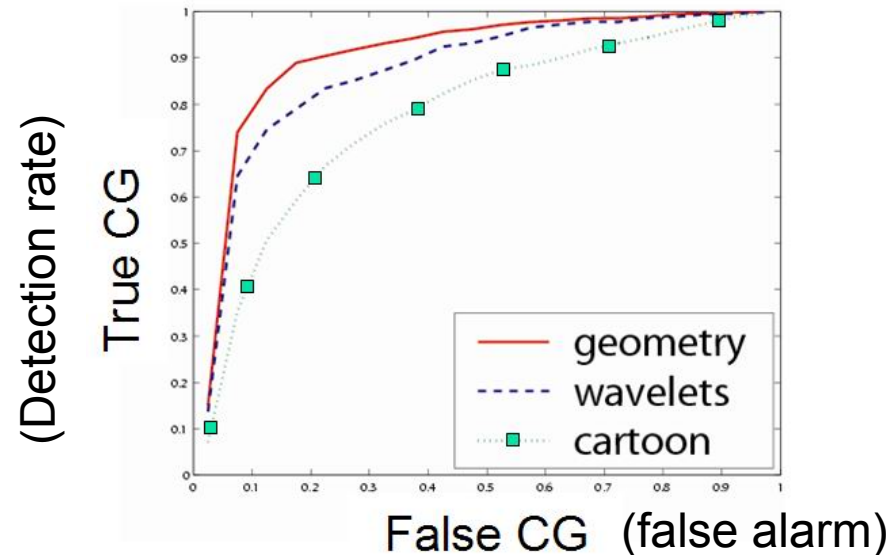 (Detection rate)
True CG
1
0.9
0.8
0.7
0.6
0.5
0.4
0.3
0.2
0.1
0
geometry
wavelets
cartoon
0 0.1 0.2 0.3 0.4 0.5 0.6 0.7 0.8 0.9 1
False CG (false alarm)